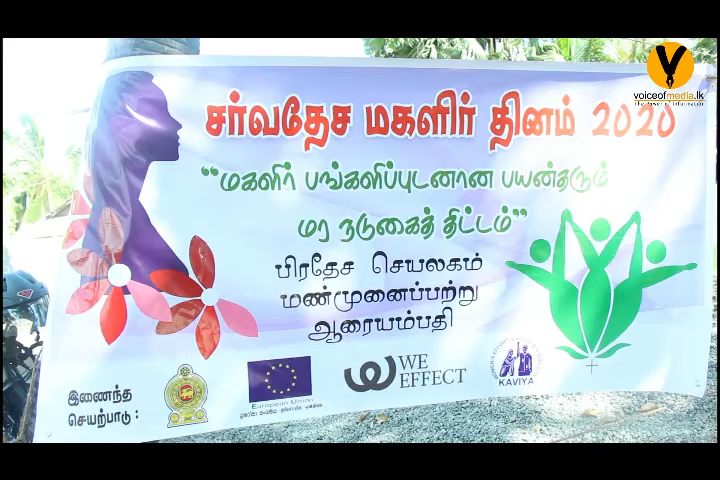 voiceofmedia.lk
சர்வதேச மகளிர் தினம் 2020
“மகளிர் பங்களிப்புடனான பயன்தரும்
மர நடுகைத் திட்டம்”
பிரதேச செயலகம்
மண்முனைப்பற்று
ஆரையம்பதி
இணைந்த
செயற்பாடு :
European Union
WE
EFFECT
KAVIYA